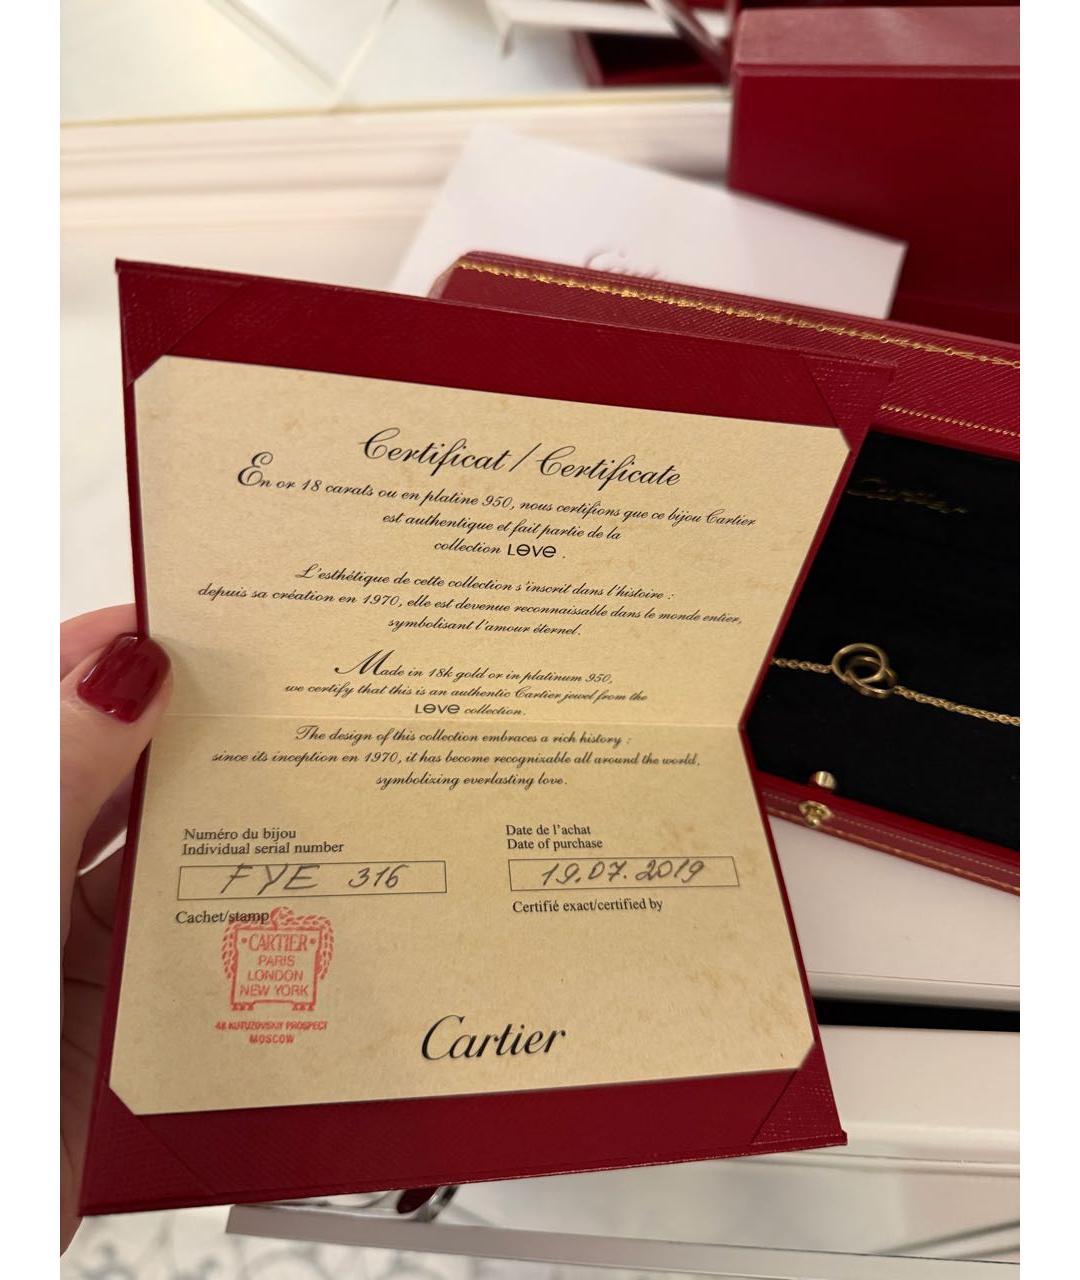 Certificat / Certificate
En or 18 carats ou en platine 950, nous certifions que ce bijou Cartier
est authentique et fait partie de la
collection LOVE .
L'esthétique de cette collection s'inscrit dans l'histoire :
depuis sa création en 1970, elle est devenue reconnaissable dans le monde entier,
symbolisant l'amour éternel.
Made in 18k gold or in platinum 950,
we certify that this is an authentic Cartier jewel from the
LOVE collection.
The design of this collection embraces a rich history :
since its inception en 1970, it has become recognizable all around the world,
symbolizing everlasting love.
Numéro du bijou
Individual serial number
FYE 316
Date de l'achat
Date of purchase
19.07.2019
Cachet/stamp
Certifié exact/certified by
CARTIER
PARIS
LONDON
NEW YORK
48 KUTUZOVSKIY PROSPECT
MOSCOW
Cartier
Cartier